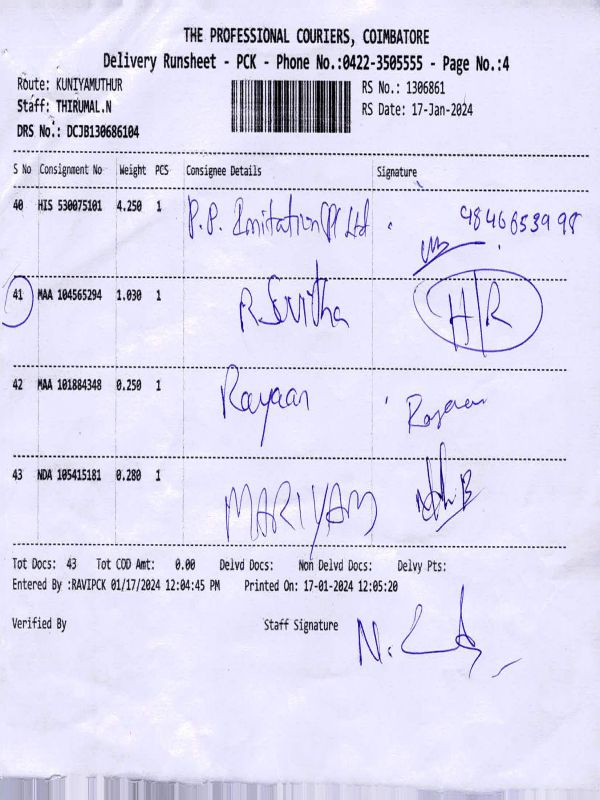 THE PROFESSIONAL COURIERS, COIMBATORE
Delivery Runsheet - PCK - Phone No.:0422-3505555 - Page No.:4
Route: KUNIYAMUTHUR RS No.: 1306861
Staff: THIRUMAL.N RS Date: 17-Jan-2024
DRS No.: DCJB130686104
S No Consignment No Weight PCS Consignee Details Signature
40 HIS 530075101 4.250 1 P.P. Imitation Pt Ltd . 9846653998
41 MAA 104565294 1.030 1 R. H/R
42 MAA 101884348 0.250 1 Rayaan Rayaan
43 NDA 105415181 0.280 1 MARIYAM
Tot Docs: 43 Tot COD Amt: 0.00 Delvd Docs: Non Delvd Docs: Delvy Pts:
Entered By :RAVIPCK 01/17/2024 12:04:45 PM Printed On: 17-01-2024 12:05:20
Verified By Staff Signature